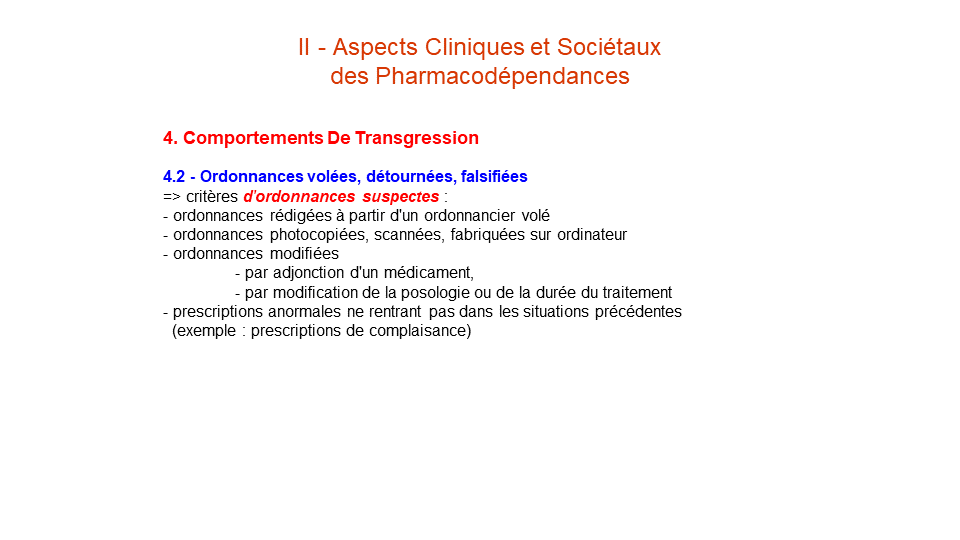 II - Aspects Cliniques et Sociétaux
des Pharmacodépendances
4. Comportements De Transgression
4.2 - Ordonnances volées, détournées, falsifiées
=> critères d'ordonnances suspectes :
- ordonnances rédigées à partir d'un ordonnancier volé
- ordonnances photocopiées, scannées, fabriquées sur ordinateur
- ordonnances modifiées
- par adjonction d'un médicament,
- par modification de la posologie ou de la durée du traitement
- prescriptions anormales ne rentrant pas dans les situations précédentes
(exemple : prescriptions de complaisance)